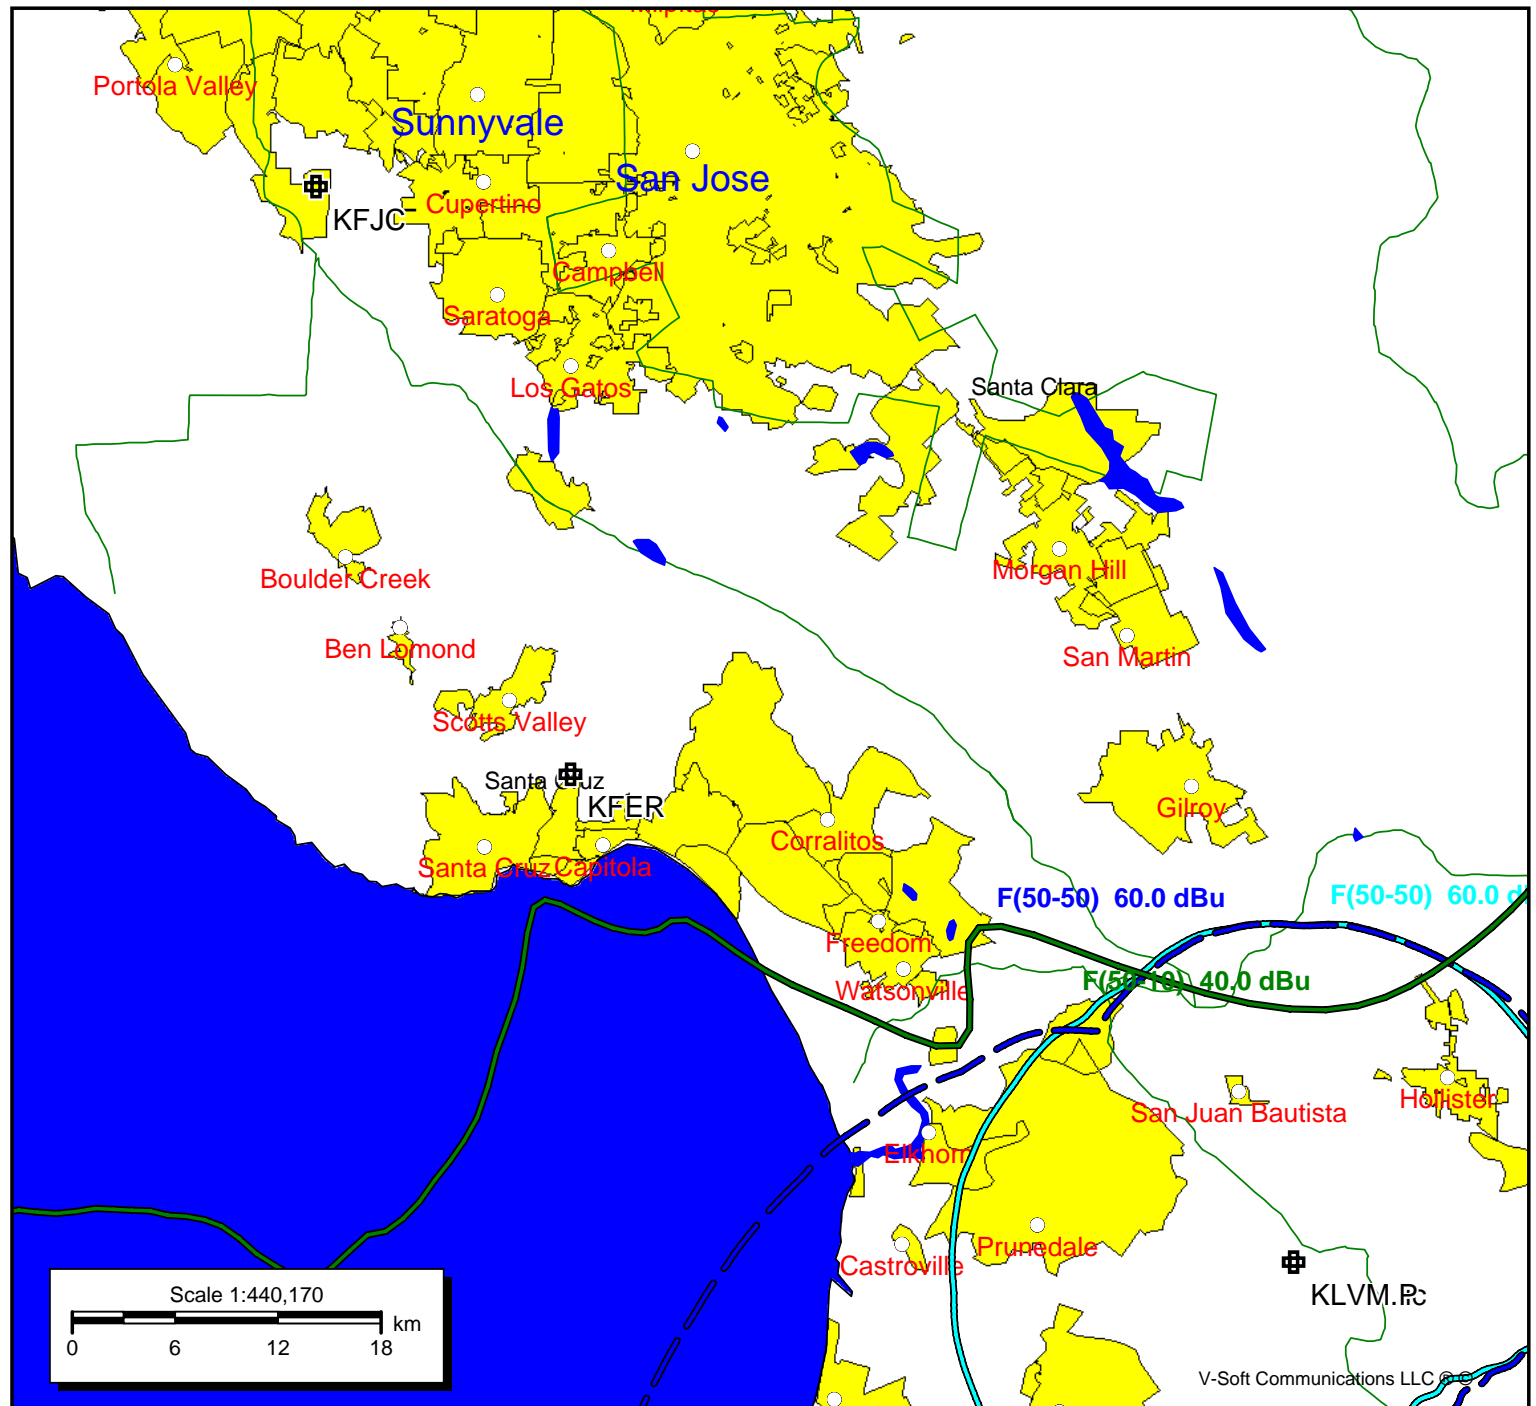 Milpitas
Portola Valley
Sunnyvale
San Jose
Cupertino
KFJC
Campbell
Saratoga
Los Gatos
Santa Clara
Boulder Creek
Morgan Hill
Ben Lomond
San Martin
Scotts Valley
Santa Cruz
KFER
Gilroy
Corralitos
Santa Cruz
Capitola
F(50-50) 60.0 dBu
F(50-50) 60.0 d
Freedom
F(50-10) 40.0 dBu
Watsonville
Hollister
San Juan Bautista
Elkhorn
Prunedale
Castroville
Scale 1:440,170
km
0 6 12 18
V-Soft Communications LLC ® ©